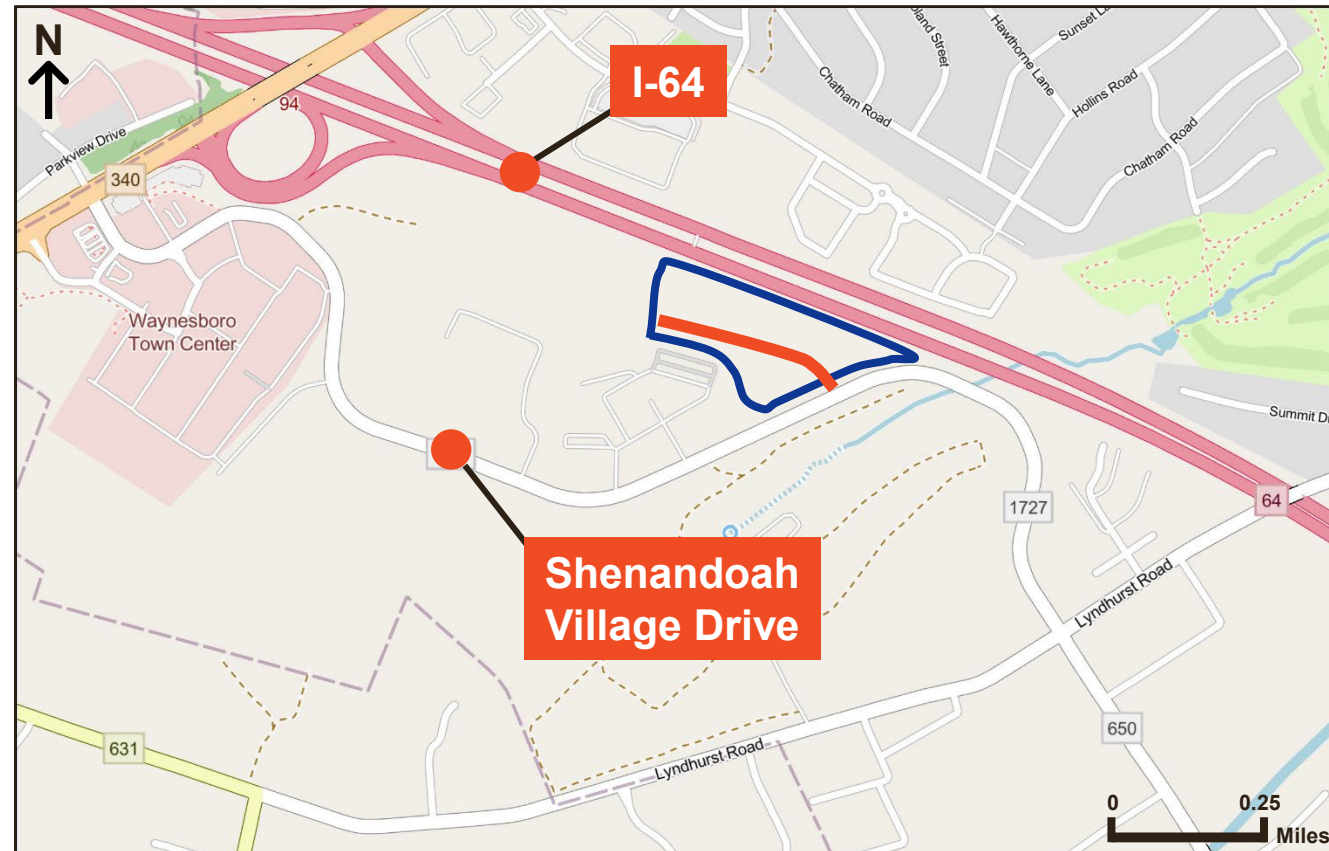 N
I-64
94
Parkview Drive
340
Chatham Road
Hawthorne Lane
Sunset La
Hollins Road
Chatham Road
Waynesboro
Town Center
Summit Dr
64
1727
Shenandoah
Village Drive
Lyndhurst Road
650
631
Lyndhurst Road
0 0.25
Miles